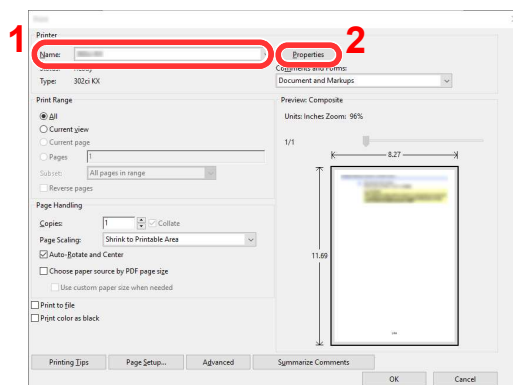 1
2
Printer
Name:
Properties
Comments and Forms:
Type: 302ci KX
Document and Markups
Print Range
Preview: Composite
All
Units: Inches Zoom: 96%
Current view
Current page
1/1
Pages 1
8.27
Subset: All pages in range
Reverse pages
Page Handling
Copies: 1 Collate
Page Scaling: Shrink to Printable Area
Auto-Rotate and Center
11.69
Choose paper source by PDF page size
Use custom paper size when needed
Print to file
Print color as black
Printing Tips Page Setup... Advanced Summarize Comments
OK Cancel